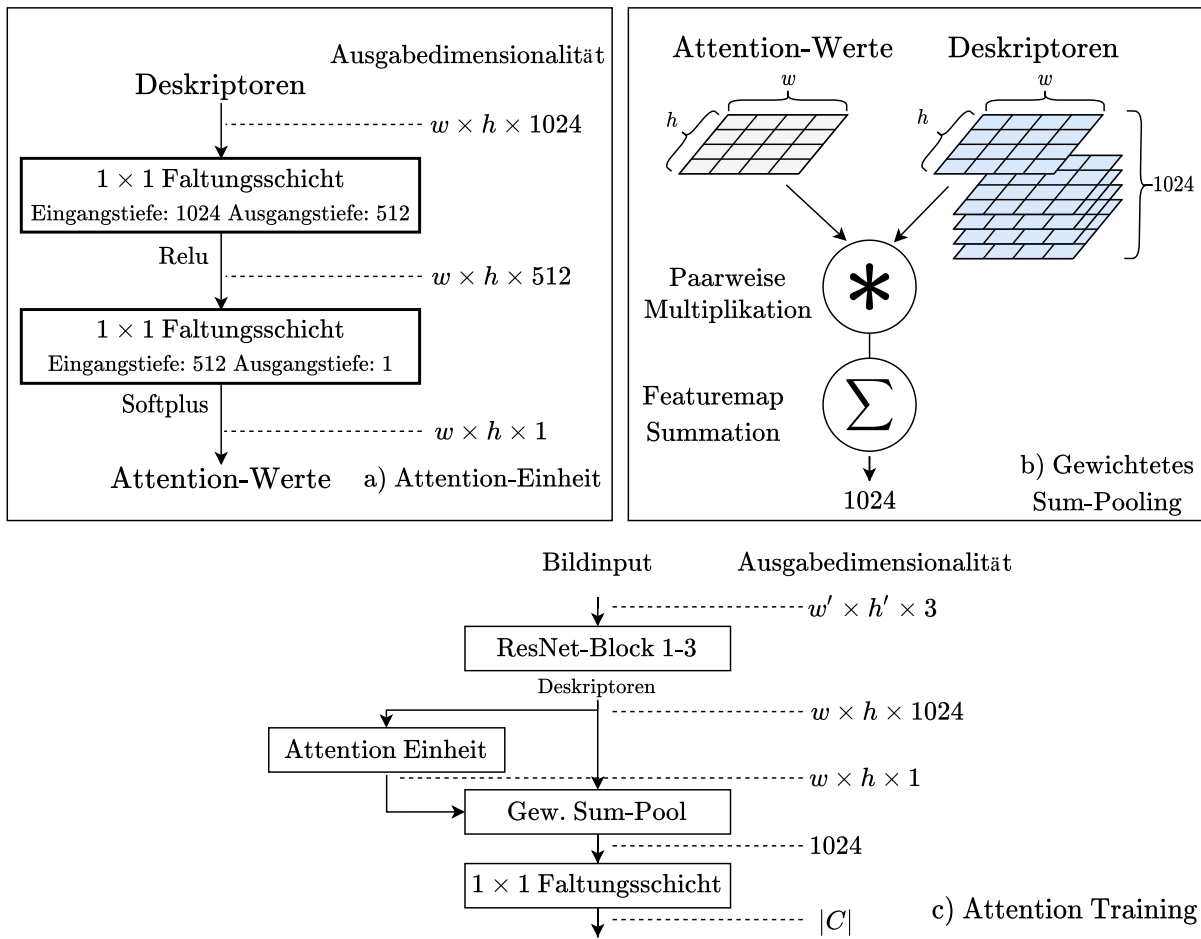 Ausgabedimensionalität
Deskriptoren
w × h × 1024
1 × 1 Faltungsschicht
Eingangstiefe: 1024 Ausgangstiefe: 512
Relu
w × h × 512
1 × 1 Faltungsschicht
Eingangstiefe: 512 Ausgangstiefe: 1
Softplus
w × h × 1
Attention-Werte
a) Attention-Einheit
Attention-Werte
Deskriptoren
w
w
h
h
1024
*
Paarweise
Multiplikation
Σ
Featuremap
Summation
1024
b) Gewichtetes
Sum-Pooling
Bildinput
Ausgabedimensionalität
w′ × h′ × 3
ResNet-Block 1-3
Deskriptoren
w × h × 1024
Attention Einheit
w × h × 1
Gew. Sum-Pool
1024
1 × 1 Faltungsschicht
|C|
c) Attention Training